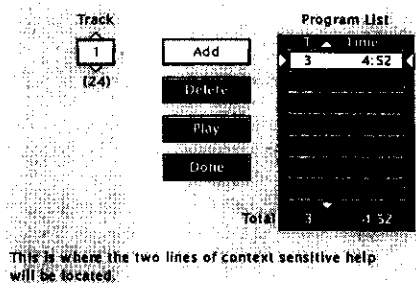 Track Program List
T Time
1 Add 3 4:52
(24)
Delete
Play
Done
Total 3 4:52
This is where the two lines of context sensitive help
will be located.